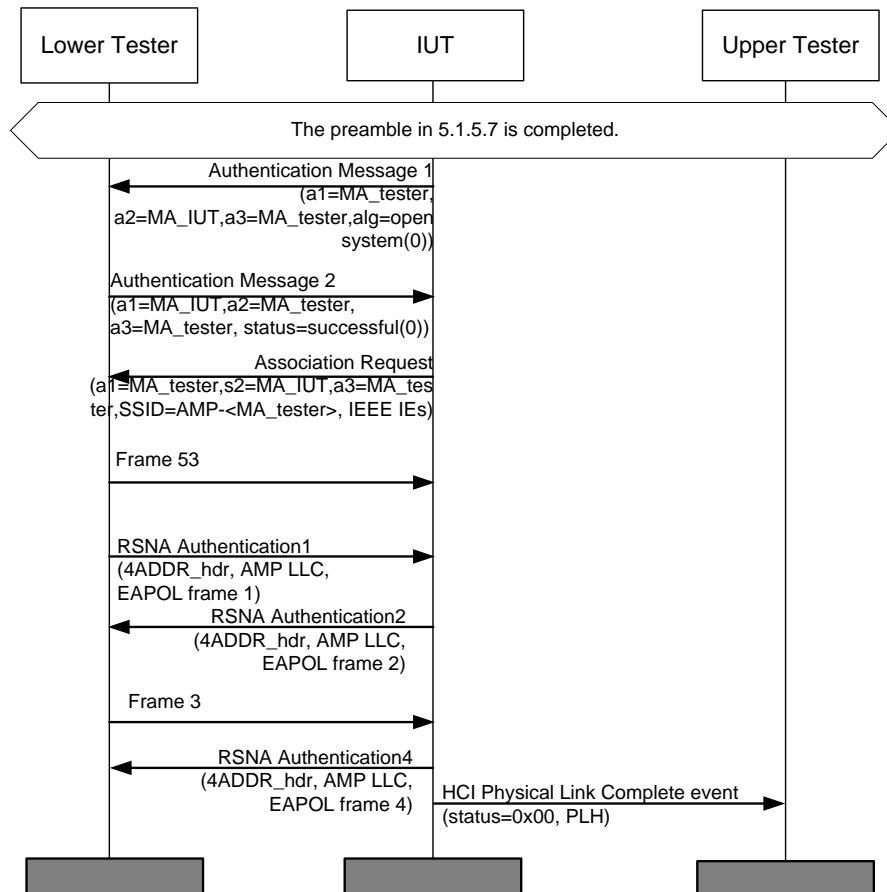 Lower Tester
IUT
Upper Tester
The preamble in 5.1.5.7 is completed.
Authentication Message 1
(a1=MA_tester,
a2=MA_IUT,a3=MA_tester,alg=open
system(0))
Authentication Message 2
(a1=MA_IUT,a2=MA_tester,
a3=MA_tester, status=successful(0))
Association Request
(a1=MA_tester,s2=MA_IUT,a3=MA_tes
ter,SSID=AMP-<MA_tester>, IEEE IEs)
Frame 53
RSNA Authentication1
(4ADDR_hdr, AMP LLC,
EAPOL frame 1)
RSNA Authentication2
(4ADDR_hdr, AMP LLC,
EAPOL frame 2)
Frame 3
RSNA Authentication4
(4ADDR_hdr, AMP LLC,
EAPOL frame 4)
HCI Physical Link Complete event
(status=0x00, PLH)